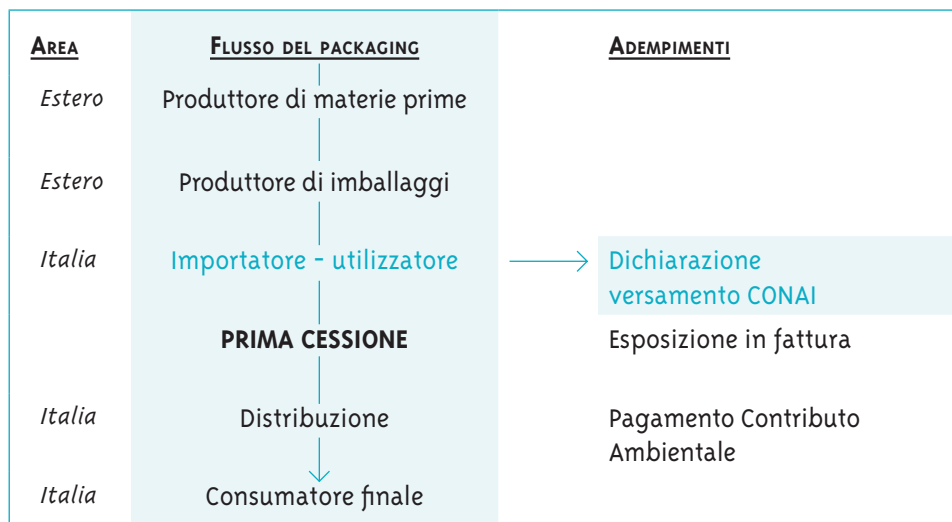 Area Flusso del packaging Adempimenti
Estero Produttore di materie prime
Estero Produttore di imballaggi
Italia Importatore - utilizzatore Dichiarazione
versamento CONAI
PRIMA CESSIONE Esposizione in fattura
Italia Distribuzione Pagamento Contributo
Ambientale
Italia Consumatore finale